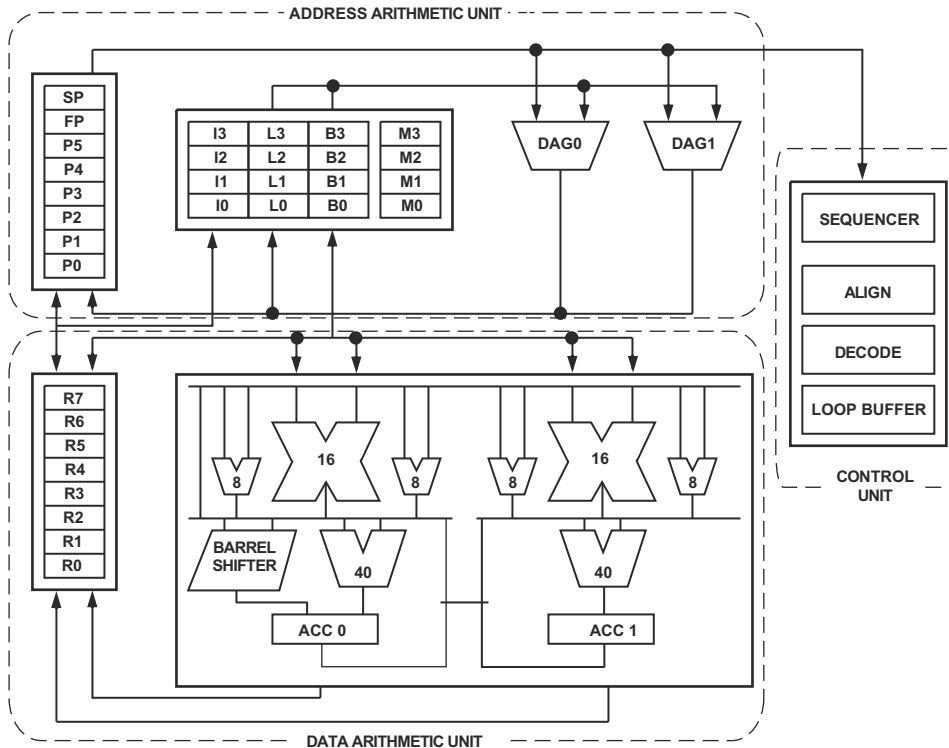 ADDRESS ARITHMETIC UNIT
SP
FP
P5
P4
P3
P2
P1
P0
I3 L3 B3 M3
I2 L2 B2 M2
I1 L1 B1 M1
I0 L0 B0 M0
DAG0 DAG1
SEQUENCER
ALIGN
DECODE
LOOP BUFFER
CONTROL
UNIT
R7
R6
R5
R4
R3
R2
R1
R0
16 16
8 8 8 8
BARREL
SHIFTER
40 40
ACC 0 ACC 1
DATA ARITHMETIC UNIT